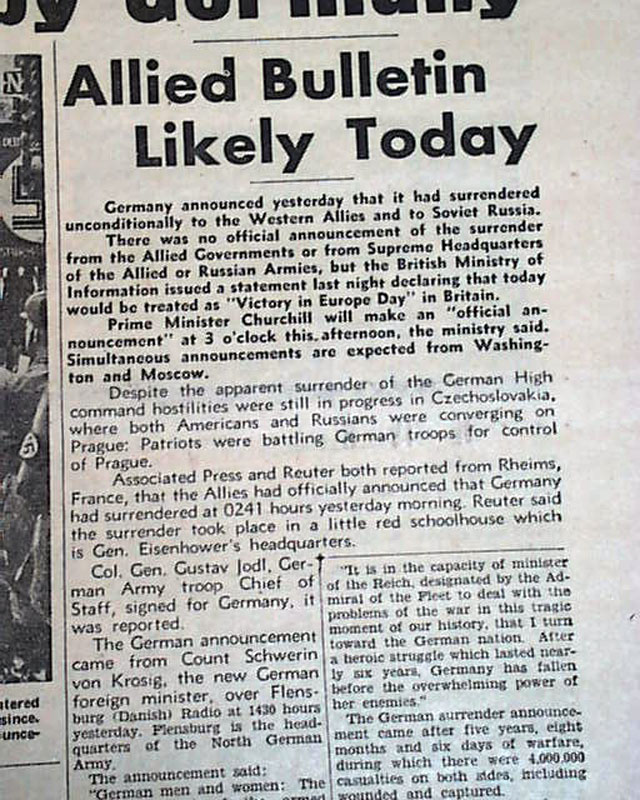 by Germany
Allied Bulletin
Likely Today
Germany announced yesterday that it had surrendered
unconditionally to the Western Allies and to Soviet Russia.
There was no official announcement of the surrender
from the Allied Governments or from Supreme Headquarters
of the Allied or Russian Armies, but the British Ministry of
Information issued a statement last night declaring that today
would be treated as "Victory in Europe Day" in Britain.
Prime Minister Churchill will make an "official an-
nouncement" at 3 o'clock this afternoon, the ministry said.
Simultaneous announcements are expected from Washing-
ton and Moscow.
Despite the apparent surrender of the German High
command hostilities were still in progress in Czechoslovakia,
where both Americans and Russians were converging on
Prague: Patriots were battling German troops for control
of Prague.
Associated Press and Reuter both reported from Rheims,
France, that the Allies had officially announced that Germany
had surrendered at 0241 hours yesterday morning. Reuter said
the surrender took place in a little red schoolhouse which
is Gen. Eisenhower's headquarters.
Col. Gen. Gustav Jodl, Ger-
man Army troop Chief of
Staff, signed for Germany, it
was reported.
The German announcement
came from Count Schwerin
von Krosig, the new German
foreign minister, over Flens-
burg (Danish) Radio at 1430 hours
yesterday. Flensburg is the head-
quarters of the North German
Army.
The announcement said:
"German men and women: The
"It is in the capacity of minister
of the Reich, designated by the Ad-
miral of the Fleet to deal with the
problems of the war in this tragic
moment of our history, that I turn
toward the German nation. After
a heroic struggle which lasted near-
ly six years, Germany has fallen
before the overwhelming power of
her enemies."
The German surrender announce-
ment came after five years, eight
months and six days of warfare,
during which there were 4,000,000
casualties on both sides, including
wounded and captured.
since.